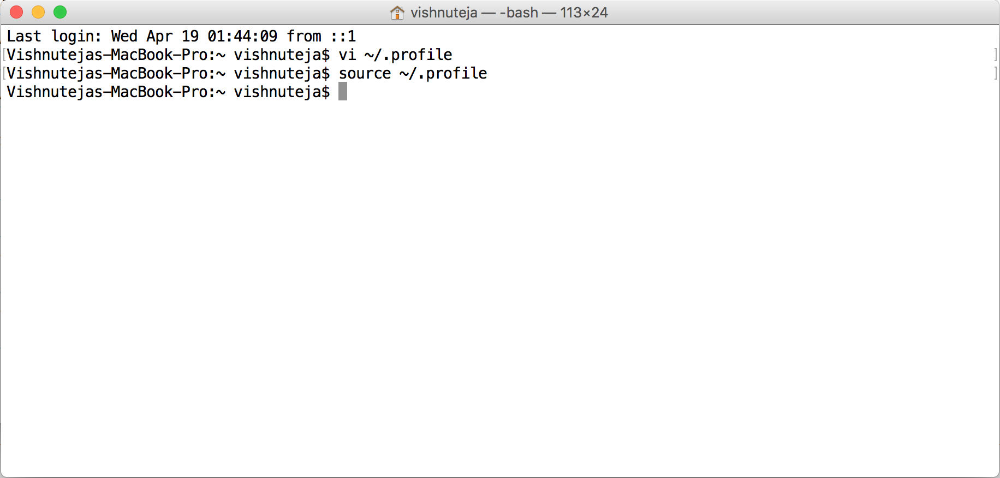 vishnuteja — -bash — 113×24
Last login: Wed Apr 19 01:44:09 from ::1
[Vishnutejas-MacBook-Pro:~ vishnuteja$ vi ~/.profile ]
[Vishnutejas-MacBook-Pro:~ vishnuteja$ source ~/.profile ]
Vishnutejas-MacBook-Pro:~ vishnuteja$